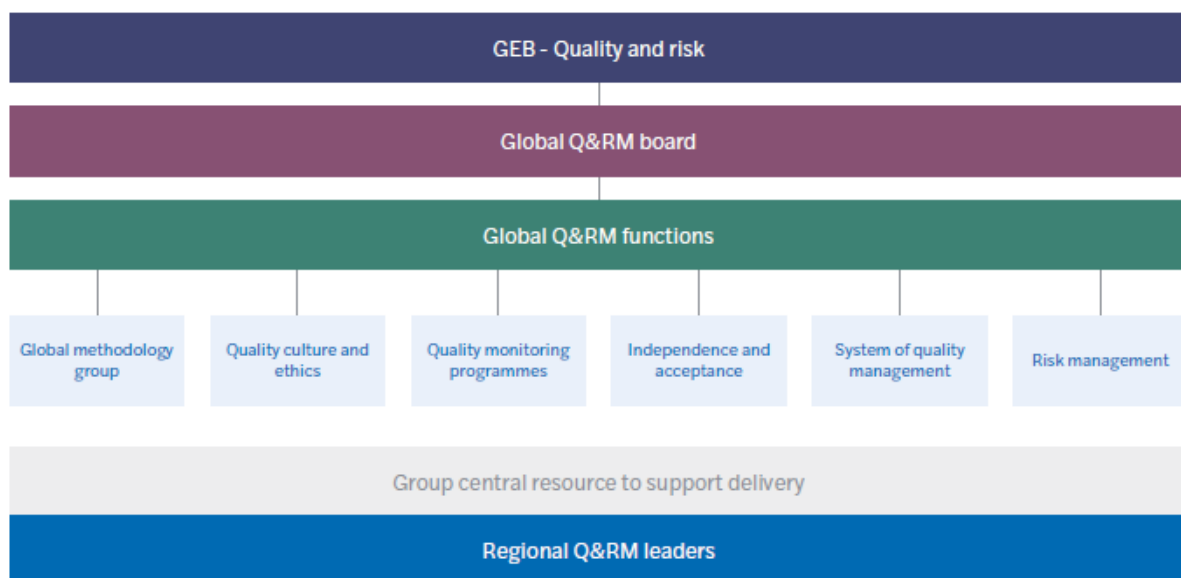 GEB - Quality and risk
Global Q&RM board
Global Q&RM functions
Global methodology
group
Quality culture and
ethics
Quality monitoring
programmes
Independence and
acceptance
System of quality
management
Risk management
Group central resource to support delivery
Regional Q&RM leaders